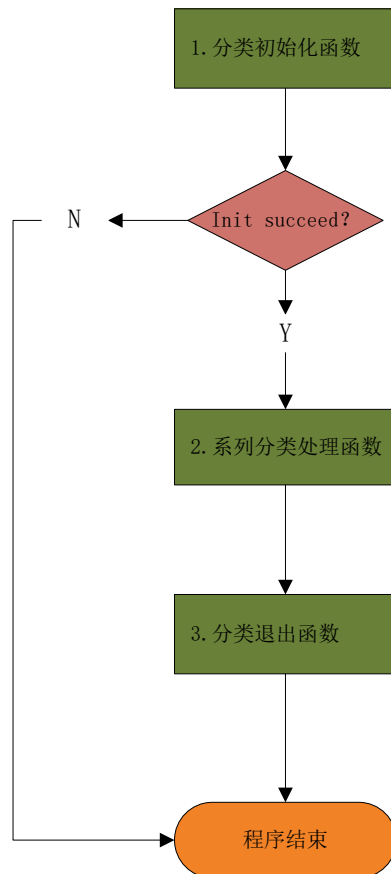 1.分类初始化函数
Init succeed?
N
Y
2.系列分类处理函数
3.分类退出函数
程序结束